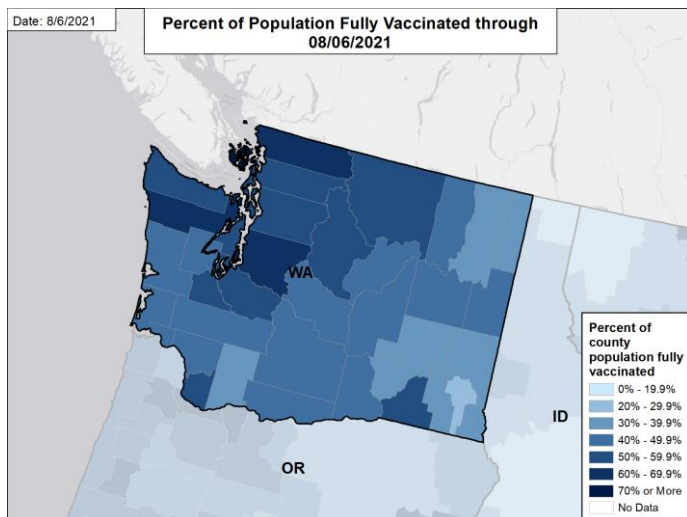 Date: 8/6/2021
Percent of Population Fully Vaccinated through
08/06/2021
WA
ID
OR
Percent of
county
population fully
vaccinated
0% - 19.9%
20% - 29.9%
30% - 39.9%
40% - 49.9%
50% - 59.9%
60% - 69.9%
70% or More
No Data